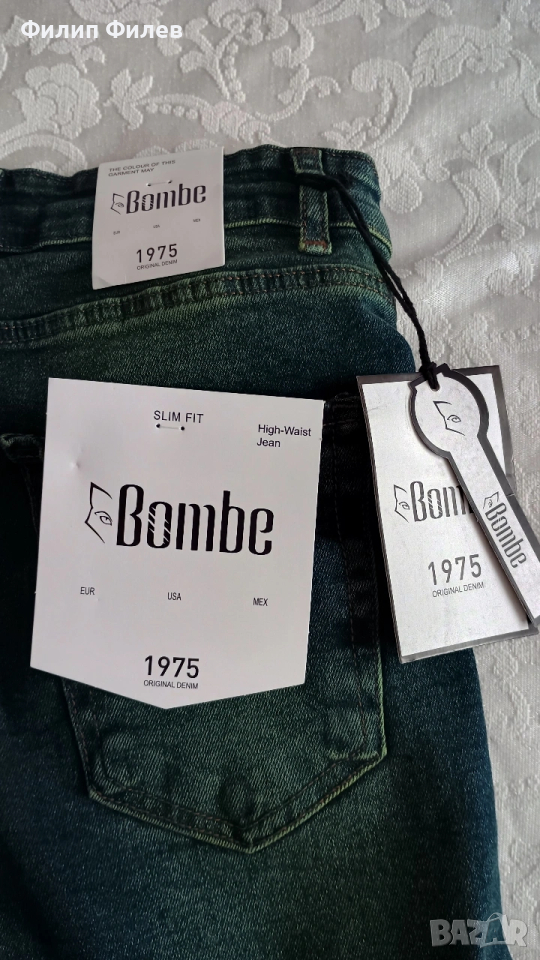 Филип Филев
THE COLOUR OF THIS
GARMENT MAY
Bombe
EUR USA MEX
1975
ORIGINAL DENIM
SLIM FIT
High-Waist
Jean
Bombe
EUR USA MEX
1975
ORIGINAL DENIM
Bom
1975
ORIGINAL DENIM
Bombe
BAZAR